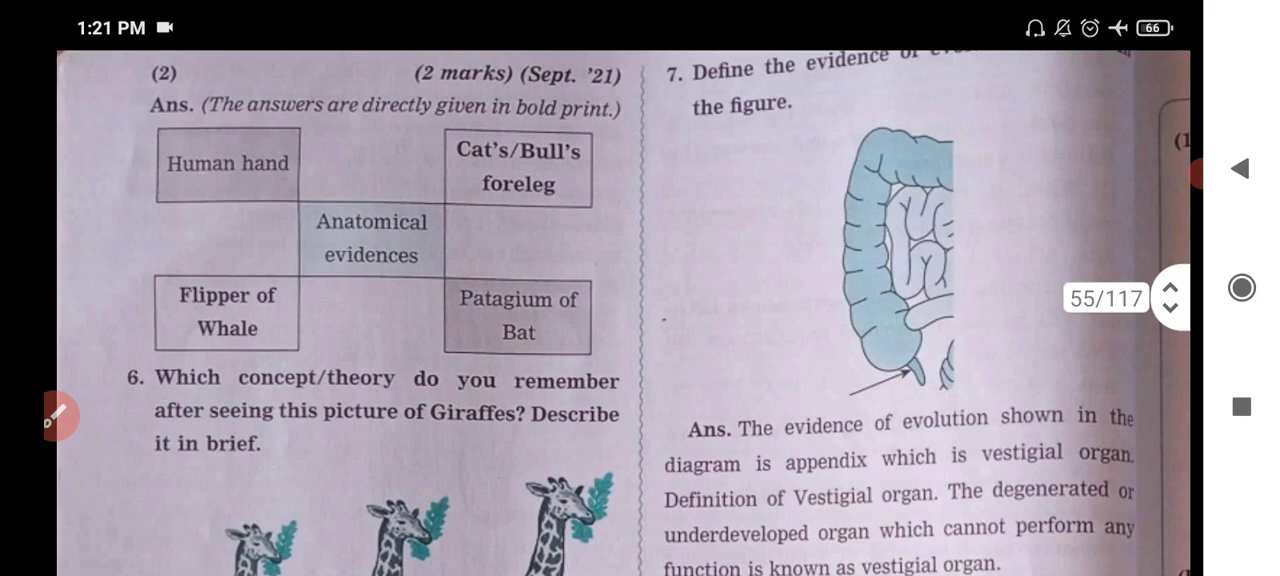 1:21 PM
66
(2) (2 marks) (Sept. '21)
Ans. (The answers are directly given in bold print.)
Human hand
Cat's/Bull's
foreleg
Anatomical
evidences
Flipper of
Whale
Patagium of
Bat
6. Which concept/theory do you remember
after seeing this picture of Giraffes? Describe
it in brief.
7. Define the evidence of
the figure.
Ans. The evidence of evolution shown in the
diagram is appendix which is vestigial organ.
Definition of Vestigial organ. The degenerated or
underdeveloped organ which cannot perform any
function is known as vestigial organ.
(1
55/117